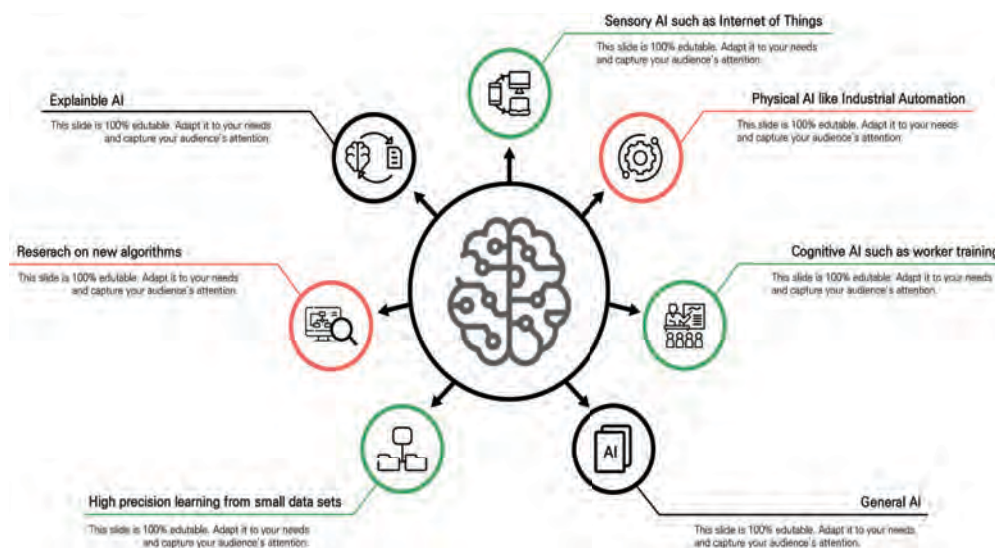 Sensory AI such as Internet of Things
This slide is 100% edutable. Adapt it to your needs
and capture your audience's attention.
Explainble AI
This slide is 100% edutable. Adapt it to your needs
and capture your audience's attention
Physical AI like Industrial Automation
This slide is 100% edutable. Adapt it to your needs
and capture your audience's attention
Reserach on new algorithms
This slide is 100% edutable. Adapt it to your needs
and capture your audience's attention.
Cognitive AI such as worker training
This slide is 100% edutable. Adapt it to your needs
and capture your audience's attention.
AI
High precision learning from small data sets
This slide is 100% edutable. Adapt it to your needs
and capture your audience's attention.
General AI
This slide is 100% edutable. Adapt it to your needs
and capture your audience's attention.